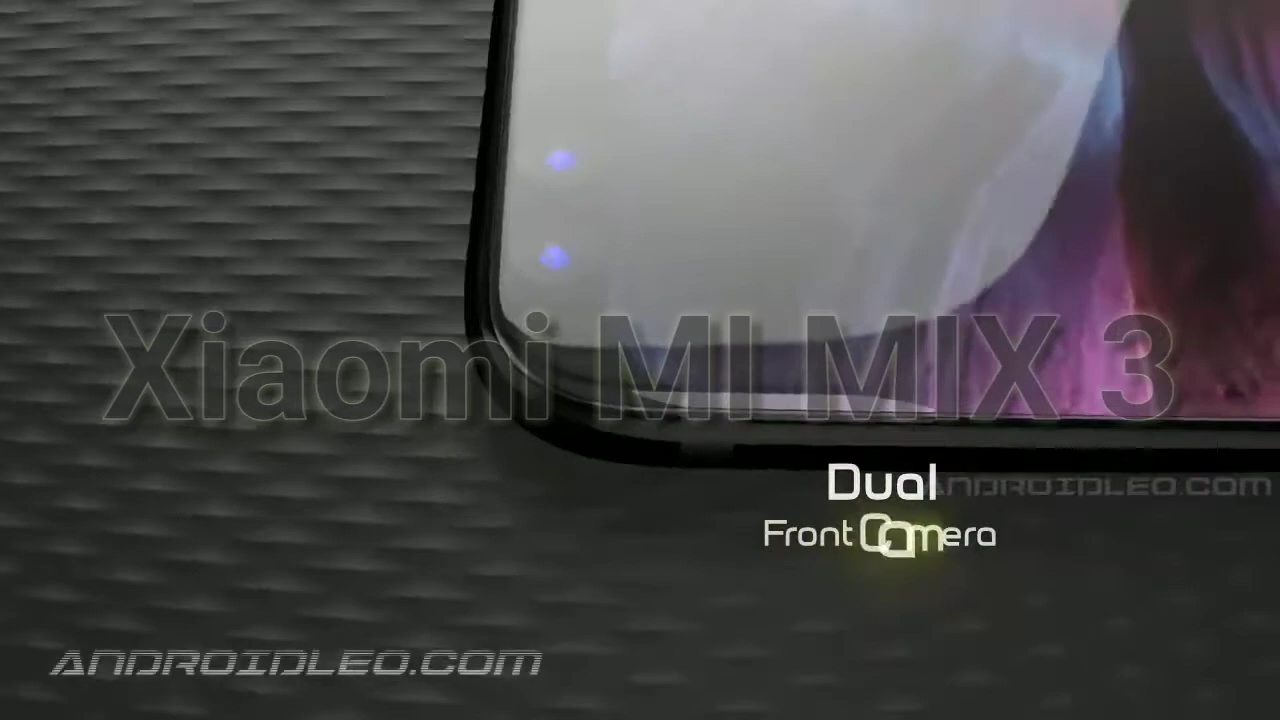 Xiaomi MI MIX 3
Dual
ANDROIDLEO.COM
Front Camera
ANDROIDLEO.COM